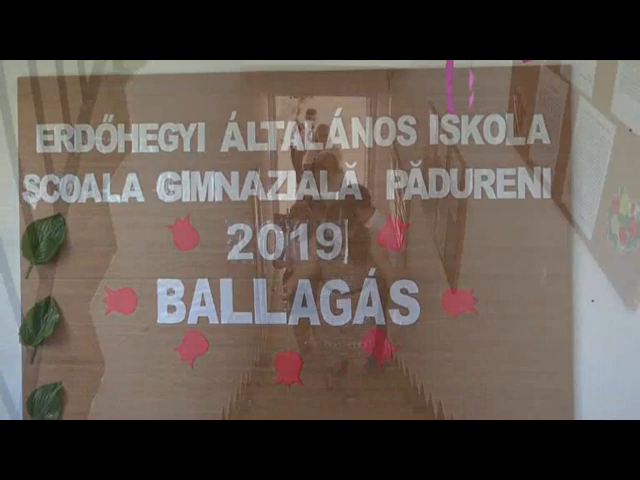 ERDŐHEGYI ÁLTALÁNOS ISKOLA
ŞCOALA GIMNAZIALĂ PĂDURENI
2019
BALLAGÁS